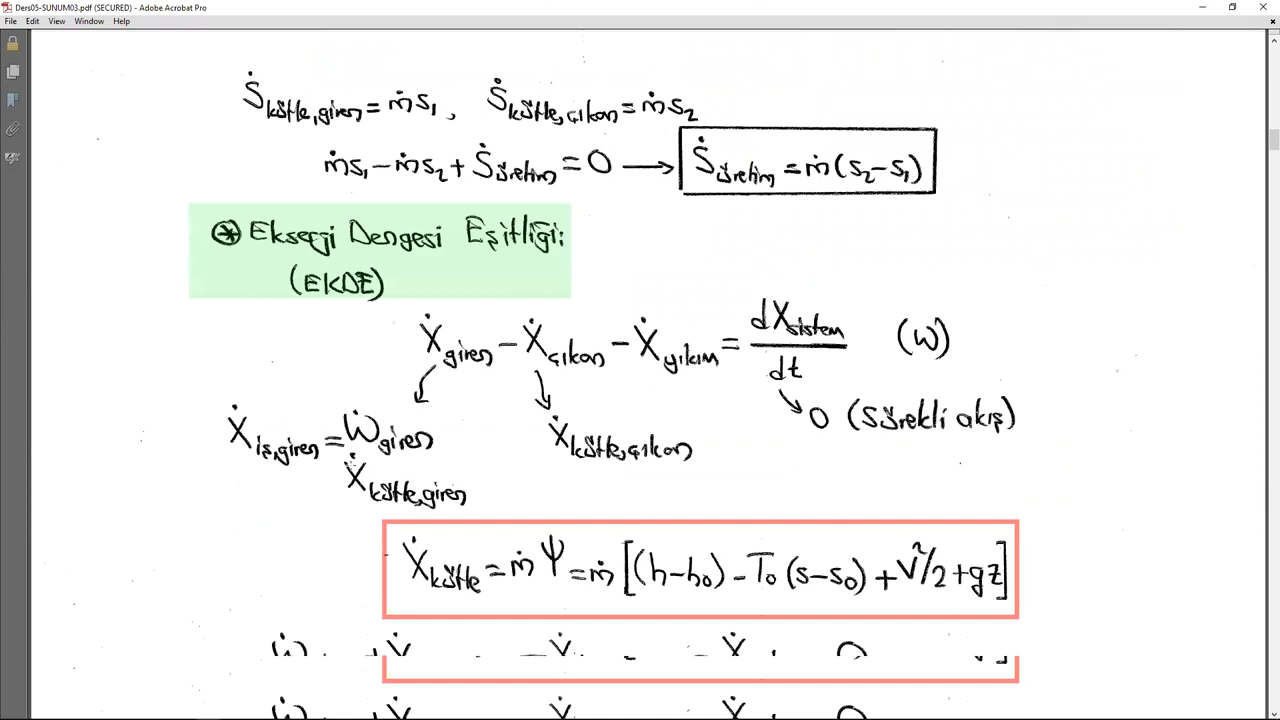 Ders05-SUNUM03.pdf (SECURED) - Adobe Acrobat Pro
File Edit View Window Help
Ṡkütle,giren = ṁs₁, Ṡkütle,çıkan = ṁs₂
ṁs₁ - ṁs₂ + Ṡüretim = 0 → Ṡüretim = ṁ(s₂-s₁)
⊛ Ekserji Dengesi Eşitliği:
(EKDE)
Ẋgiren - Ẋçıkan - Ẋyıkım = dXsistem/dt (W)
Ẋiş,giren = Ẇgiren Ẋkütle,çıkan 0 (Sürekli akış)
Ẋkütle,giren
Ẋkütle = ṁΨ = ṁ[(h-h₀) - T₀(s-s₀) + V²/2 + gz]